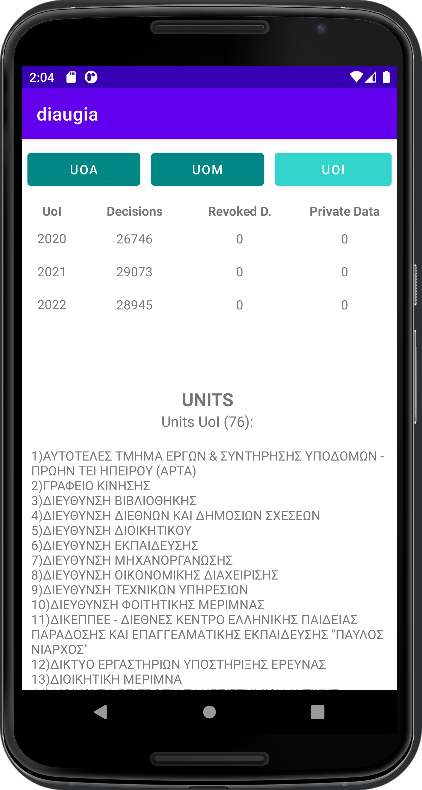 2:04
diaugia
UOA UOM UOI
UoI Decisions Revoked D. Private Data
2020 26746 0 0
2021 29073 0 0
2022 28945 0 0
UNITS
Units UoI (76):
1)ΑΥΤΟΤΕΛΕΣ ΤΜΗΜΑ ΕΡΓΩΝ & ΣΥΝΤΗΡΗΣΗΣ ΥΠΟΔΟΜΩΝ -
ΠΡΩΗΝ ΤΕΙ ΗΠΕΙΡΟΥ (ΑΡΤΑ)
2)ΓΡΑΦΕΙΟ ΚΙΝΗΣΗΣ
3)ΔΙΕΥΘΥΝΣΗ ΒΙΒΛΙΟΘΗΚΗΣ
4)ΔΙΕΥΘΥΝΣΗ ΔΙΕΘΝΩΝ ΚΑΙ ΔΗΜΟΣΙΩΝ ΣΧΕΣΕΩΝ
5)ΔΙΕΥΘΥΝΣΗ ΔΙΟΙΚΗΤΙΚΟΥ
6)ΔΙΕΥΘΥΝΣΗ ΕΚΠΑΙΔΕΥΣΗΣ
7)ΔΙΕΥΘΥΝΣΗ ΜΗΧΑΝΟΡΓΑΝΩΣΗΣ
8)ΔΙΕΥΘΥΝΣΗ ΟΙΚΟΝΟΜΙΚΗΣ ΔΙΑΧΕΙΡΙΣΗΣ
9)ΔΙΕΥΘΥΝΣΗ ΤΕΧΝΙΚΩΝ ΥΠΗΡΕΣΙΩΝ
10)ΔΙΕΥΘΥΝΣΗ ΦΟΙΤΗΤΙΚΗΣ ΜΕΡΙΜΝΑΣ
11)ΔΙΚΕΠΠΕΕ - ΔΙΕΘΝΕΣ ΚΕΝΤΡΟ ΕΛΛΗΝΙΚΗΣ ΠΑΙΔΕΙΑΣ
ΠΑΡΑΔΟΣΗΣ ΚΑΙ ΕΠΑΓΓΕΛΜΑΤΙΚΗΣ ΕΚΠΑΙΔΕΥΣΗΣ "ΠΑΥΛΟΣ
ΝΙΑΡΧΟΣ"
12)ΔΙΚΤΥΟ ΕΡΓΑΣΤΗΡΙΩΝ ΥΠΟΣΤΗΡΙΞΗΣ ΕΡΕΥΝΑΣ
13)ΔΙΟΙΚΗΤΙΚΗ ΜΕΡΙΜΝΑ